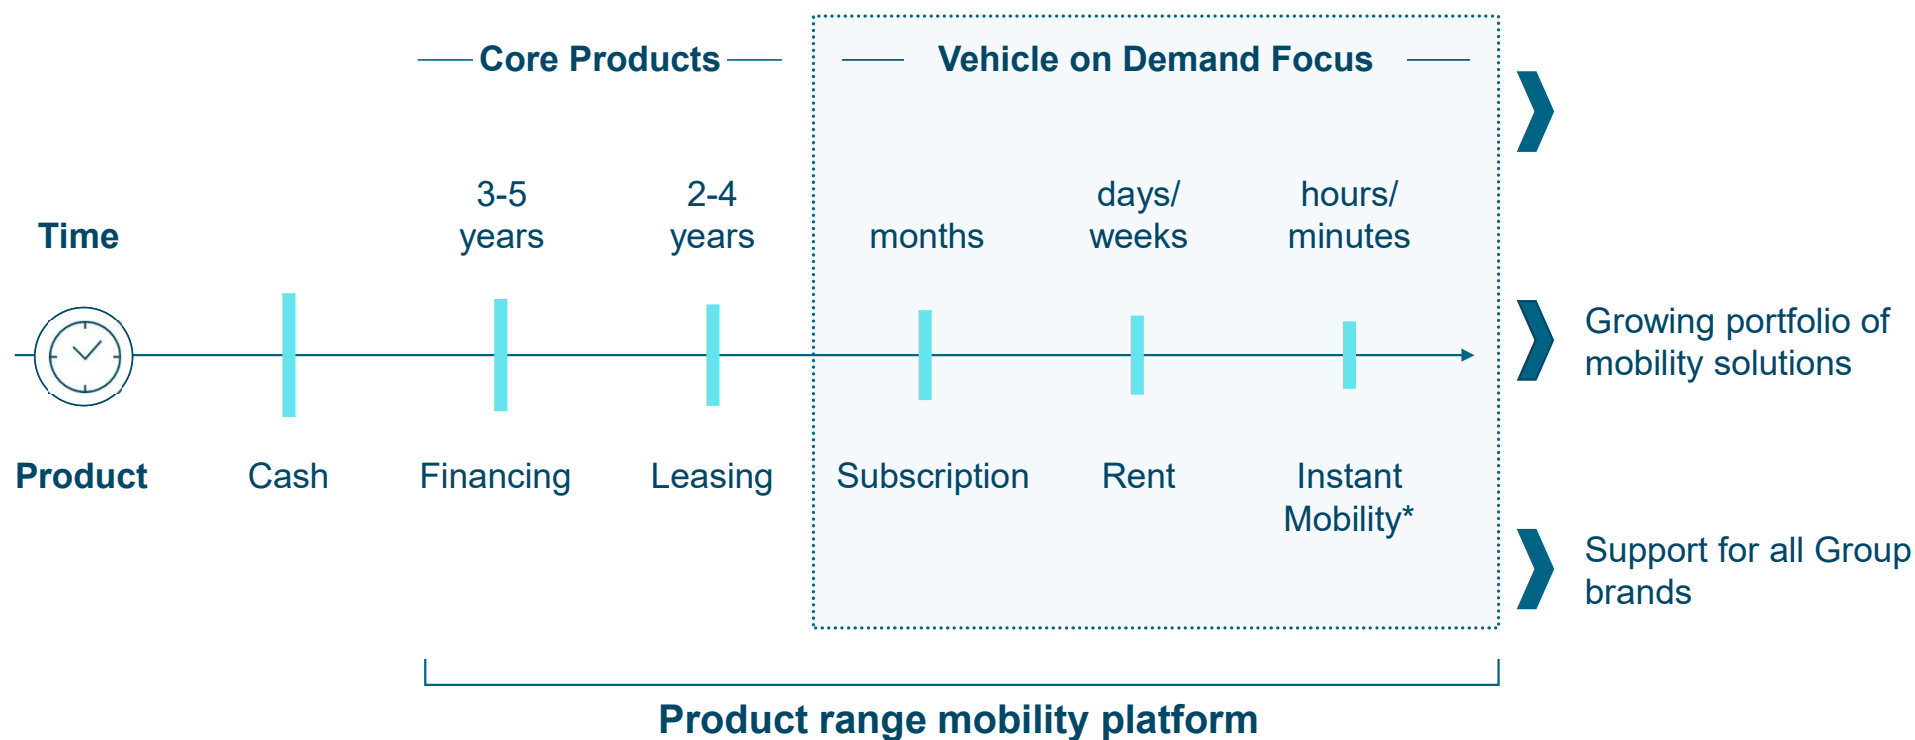 Core Products
Vehicle on Demand Focus
Time
3-5
years
2-4
years
months
days/
weeks
hours/
minutes
Product
Cash
Financing
Leasing
Subscription
Rent
Instant
Mobility*
Growing portfolio of
mobility solutions
Support for all Group
brands
Product range mobility platform